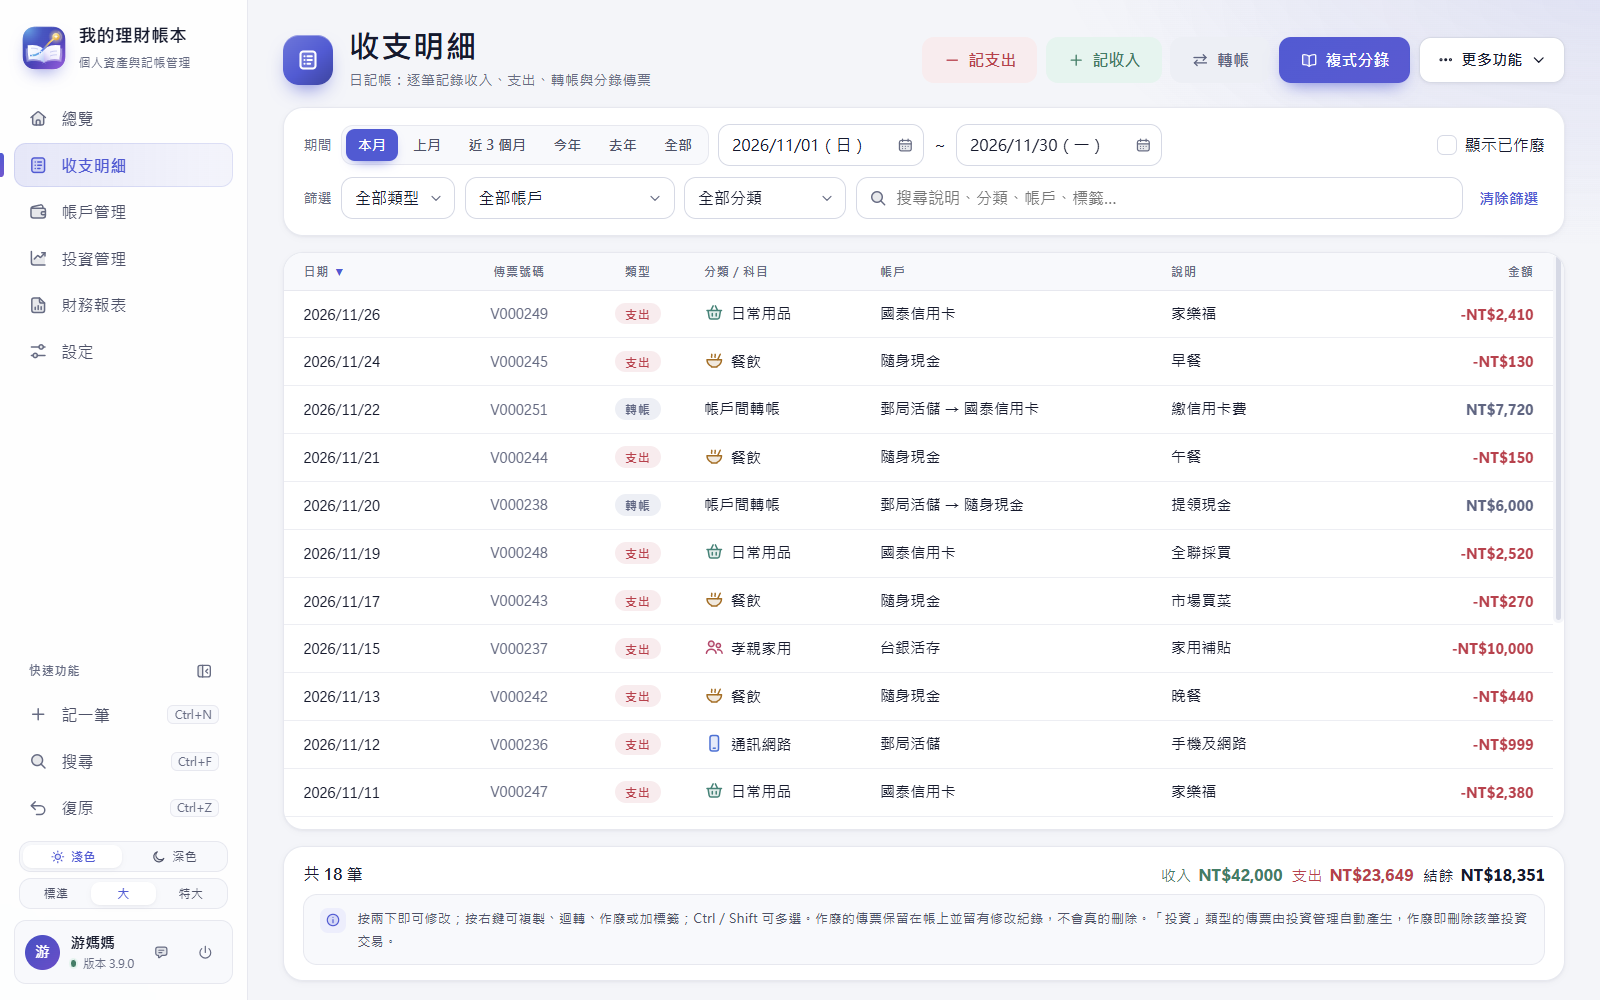 我的理財帳本
個人資產與記帳管理
總覽
收支明細
帳戶管理
投資管理
財務報表
設定
快速功能
記一筆 Ctrl+N
搜尋 Ctrl+F
復原 Ctrl+Z
淺色 深色
標準 大 特大
游
游媽媽
版本 3.9.0
收支明細
日記帳：逐筆記錄收入、支出、轉帳與分錄傳票
記支出 記收入 轉帳 複式分錄 更多功能
期間 本月 上月 近 3 個月 今年 去年 全部 2026/11/01 ( 日 ) ~ 2026/11/30 ( 一 ) 顯示已作廢
篩選 全部類型 全部帳戶 全部分類 搜尋說明、分類、帳戶、標籤... 清除篩選
日期 ▼ 傳票號碼 類型 分類 / 科目 帳戶 說明 金額
2026/11/26 V000249 支出 日常用品 國泰信用卡 家樂福 -NT$2,410
2026/11/24 V000245 支出 餐飲 隨身現金 早餐 -NT$130
2026/11/22 V000251 轉帳 帳戶間轉帳 郵局活儲 → 國泰信用卡 繳信用卡費 NT$7,720
2026/11/21 V000244 支出 餐飲 隨身現金 午餐 -NT$150
2026/11/20 V000238 轉帳 帳戶間轉帳 郵局活儲 → 隨身現金 提領現金 NT$6,000
2026/11/19 V000248 支出 日常用品 國泰信用卡 全聯採買 -NT$2,520
2026/11/17 V000243 支出 餐飲 隨身現金 市場買菜 -NT$270
2026/11/15 V000237 支出 孝親家用 台銀活存 家用補貼 -NT$10,000
2026/11/13 V000242 支出 餐飲 隨身現金 晚餐 -NT$440
2026/11/12 V000236 支出 通訊網路 郵局活儲 手機及網路 -NT$999
2026/11/11 V000247 支出 日常用品 國泰信用卡 家樂福 -NT$2,380
共 18 筆 收入 NT$42,000 支出 NT$23,649 結餘 NT$18,351
按兩下即可修改；按右鍵可複製、迴轉、作廢或加標籤；Ctrl / Shift 可多選。作廢的傳票保留在帳上並留有修改紀錄，不會真的刪除。「投資」類型的傳票由投資管理自動產生，作廢即刪除該筆投資
交易。